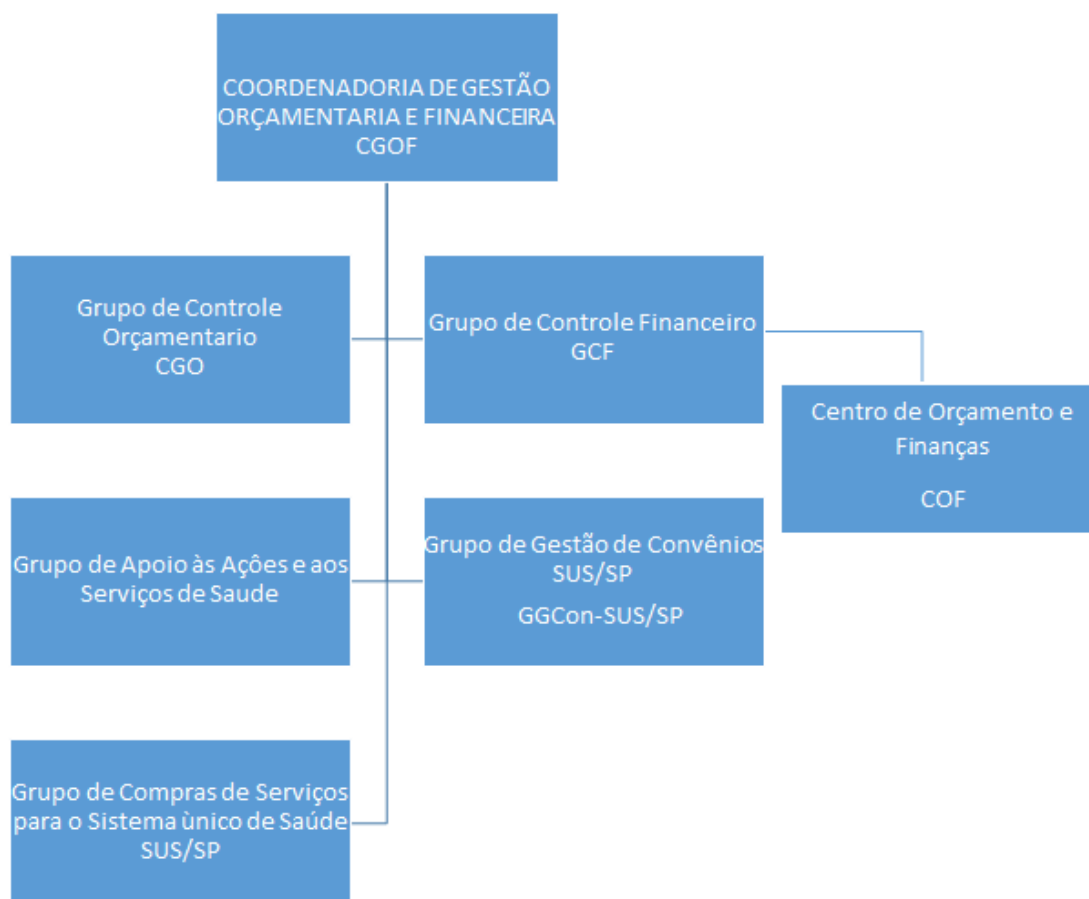 COORDENADORIA DE GESTÃO
ORÇAMENTARIA E FINANCEIRA
CGOF
Grupo de Controle
Orçamentario
CGO
Grupo de Controle Financeiro
GCF
Centro de Orçamento e
Finanças
COF
Grupo de Apoio às Açôes e aos
Serviços de Saude
Grupo de Gestão de Convênios
SUS/SP
GGCon-SUS/SP
Grupo de Compras de Serviços
para o Sistema ùnico de Saúde
SUS/SP